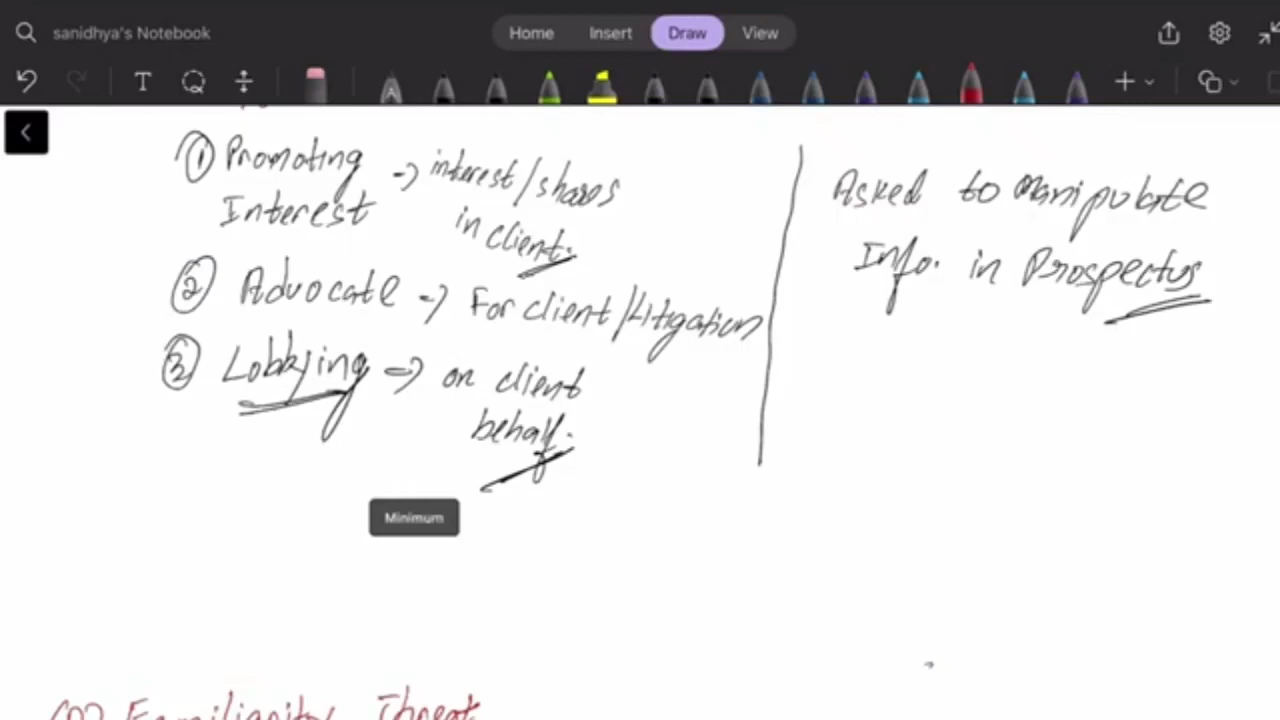 sanidhya's Notebook
Home Insert Draw View
① Promoting → interest/shares
Interest in client.
② Advocate → For client/Litigation
③ Lobbying → on client
behalf.
Asked to Manipulate
Info. in Prospectus
Minimum
Familiarity Threat